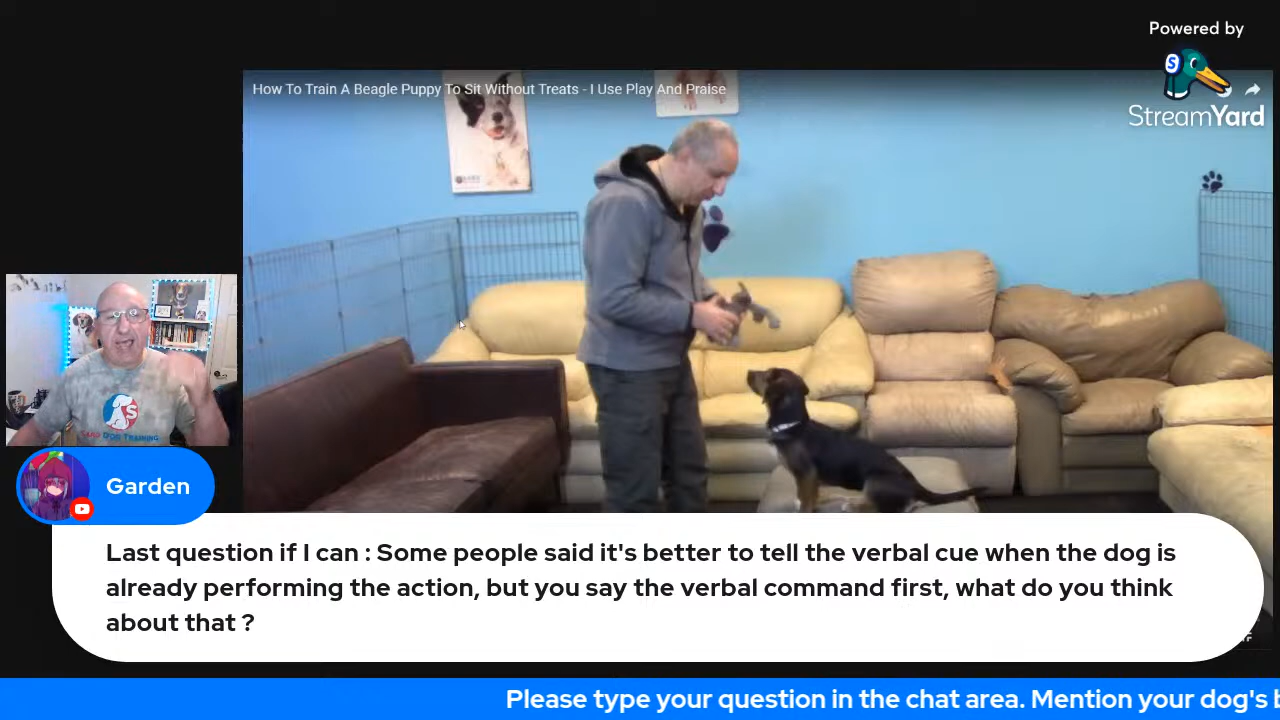 Powered by
StreamYard
How To Train A Beagle Puppy To Sit Without Treats - I Use Play And Praise
Garden
Last question if I can : Some people said it's better to tell the verbal cue when the dog is
already performing the action, but you say the verbal command first, what do you think
about that ?
Please type your question in the chat area. Mention your dog's b